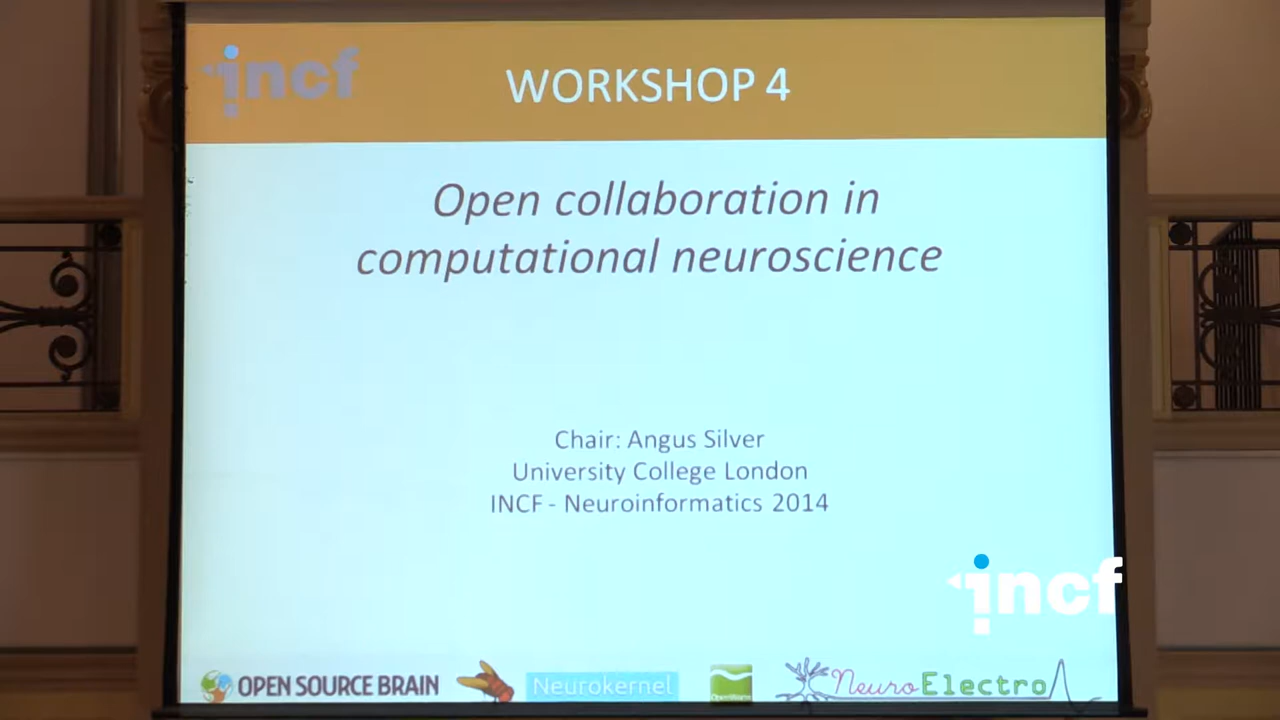 incf
WORKSHOP 4
Open collaboration in
computational neuroscience
Chair: Angus Silver
University College London
INCF - Neuroinformatics 2014
incf
OPEN SOURCE BRAIN
Neurokernel
OpenWorm
NeuroElectro